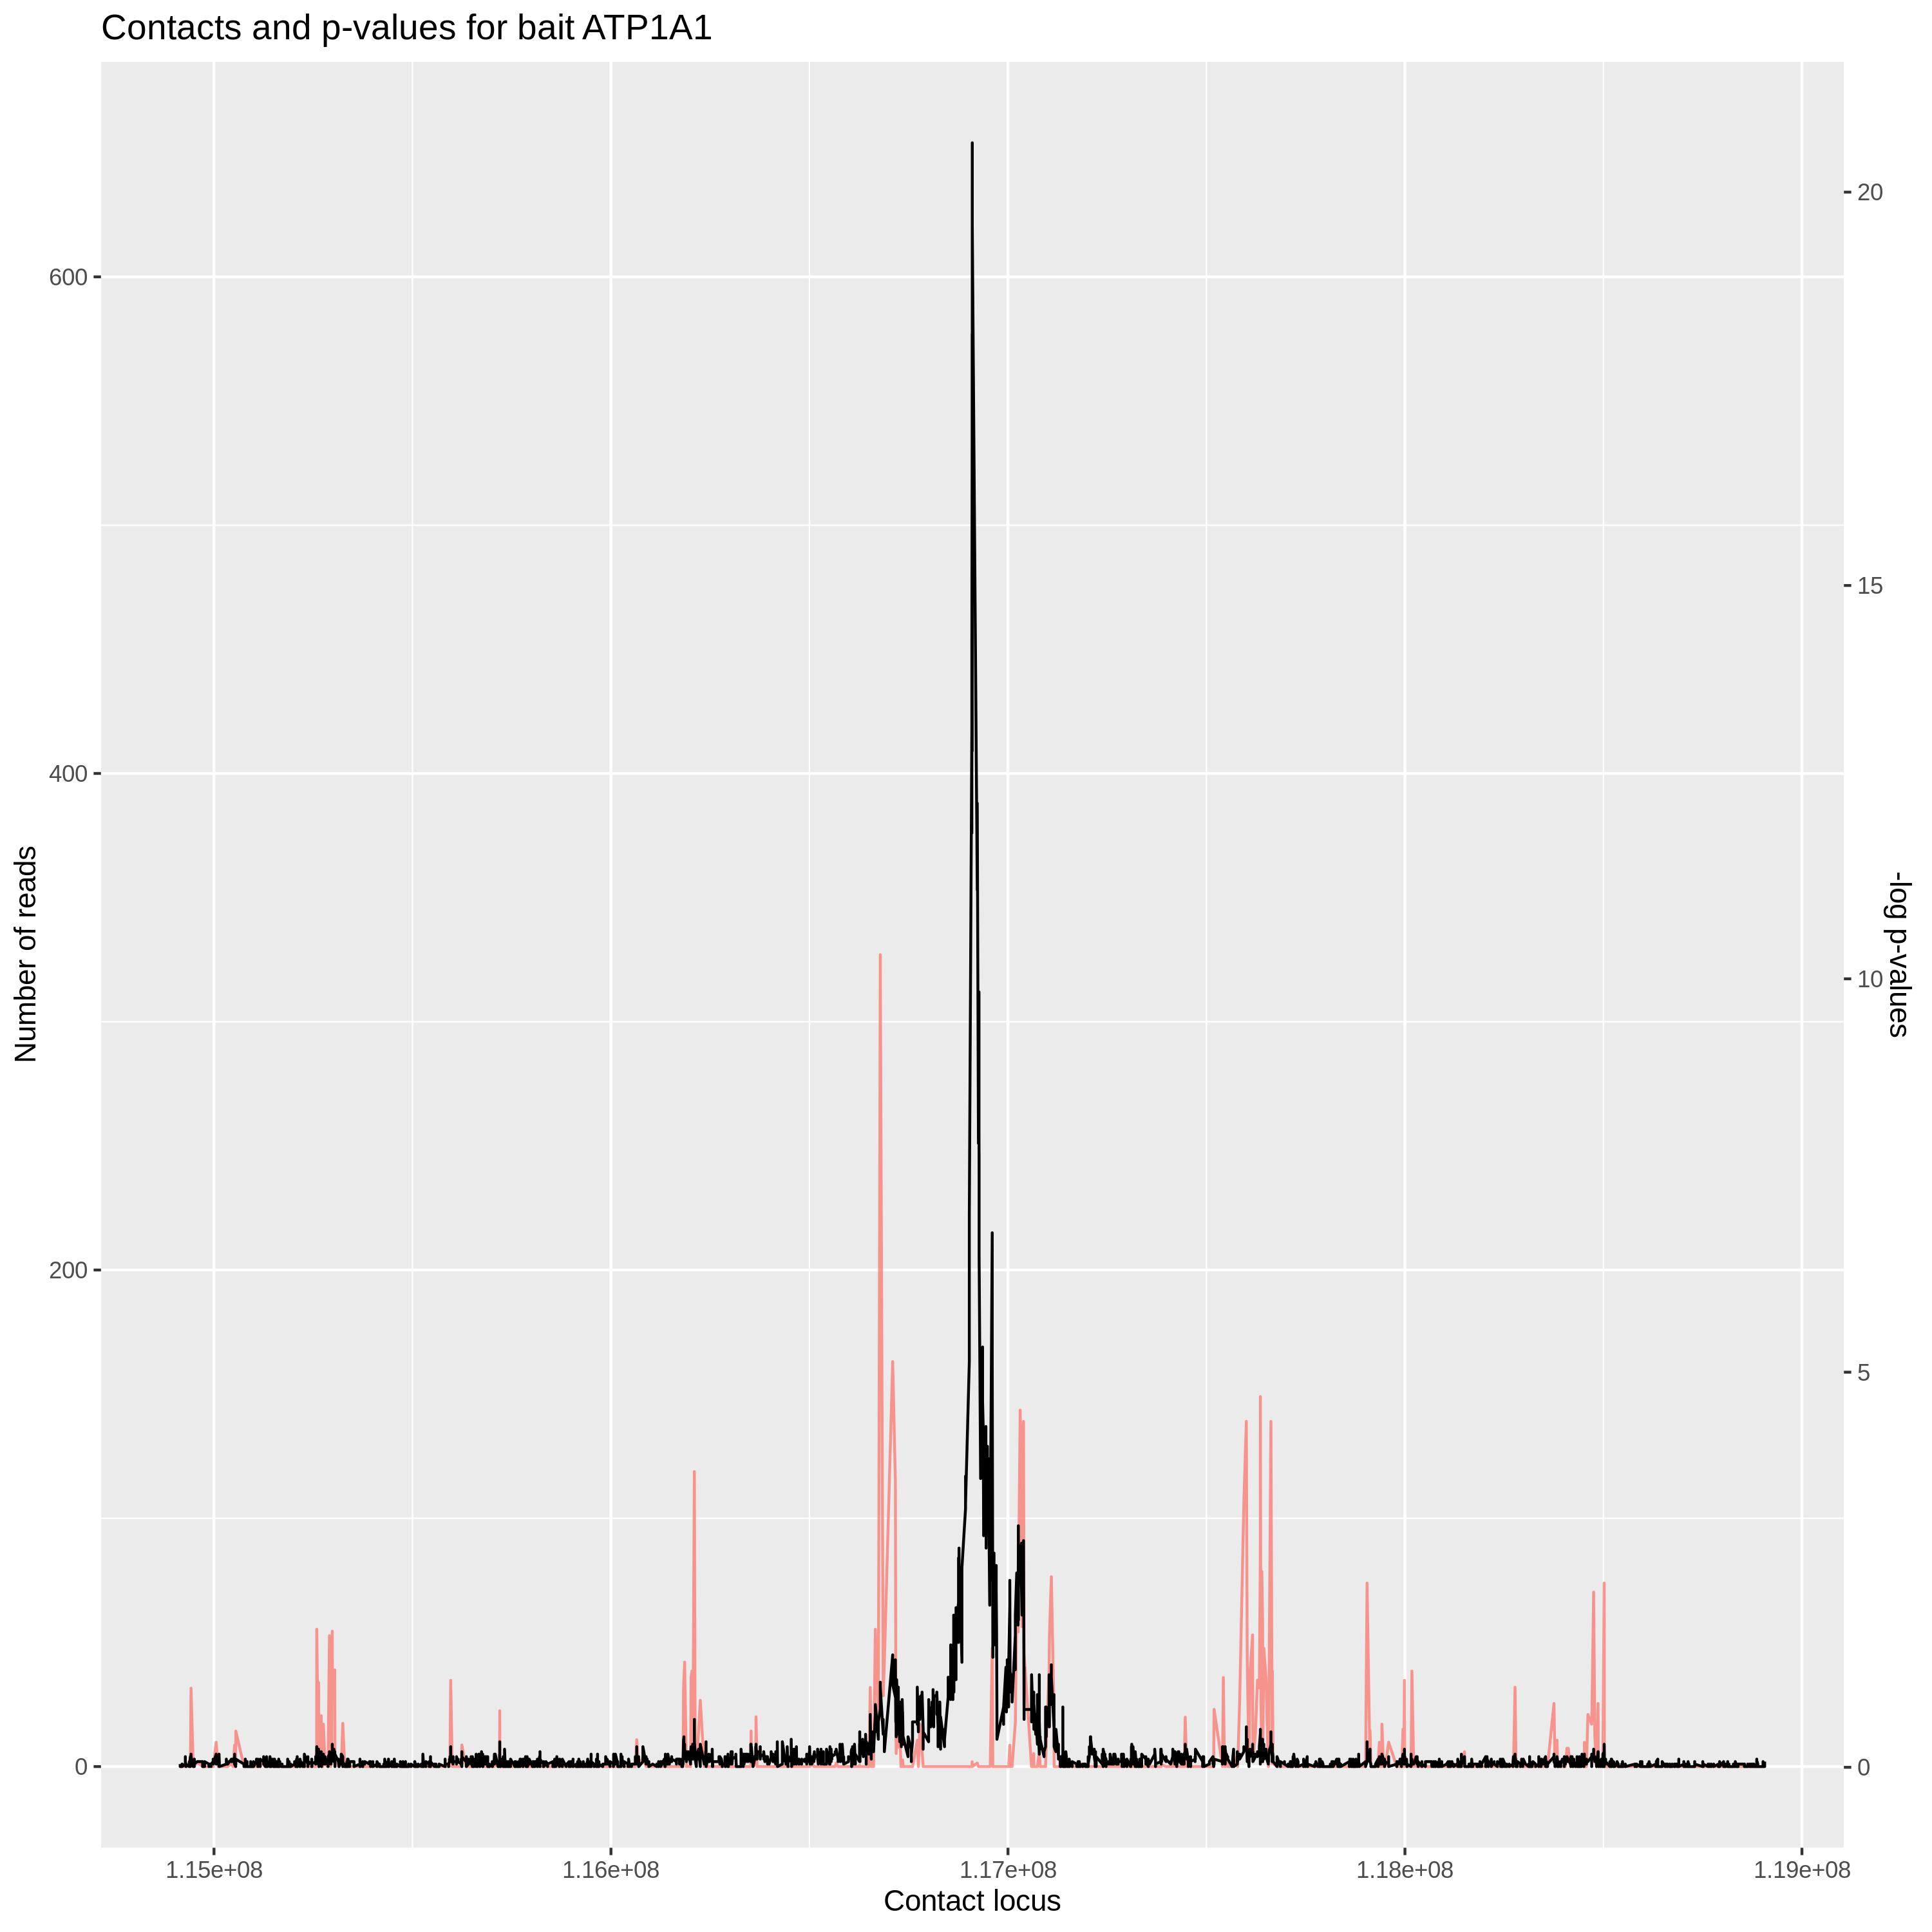 Contacts and p-values for bait ATP1A1
Number of reads
600
400
200
0
20
15
10
5
0
-log p-values
1.15e+08
1.16e+08
1.17e+08
1.18e+08
1.19e+08
Contact locus